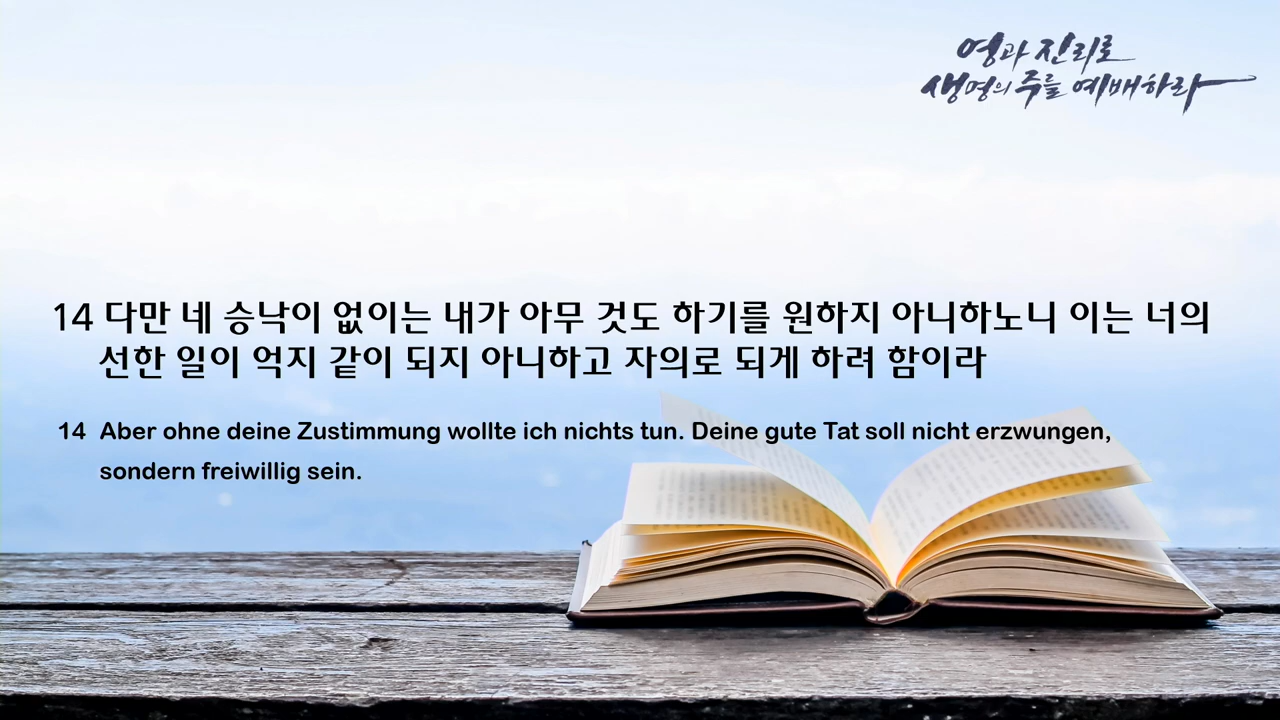 영과 진리로
생명의 주를 예배하라
14 다만 네 승낙이 없이는 내가 아무 것도 하기를 원하지 아니하노니 이는 너의
선한 일이 억지 같이 되지 아니하고 자의로 되게 하려 함이라
14 Aber ohne deine Zustimmung wollte ich nichts tun. Deine gute Tat soll nicht erzwungen,
sondern freiwillig sein.